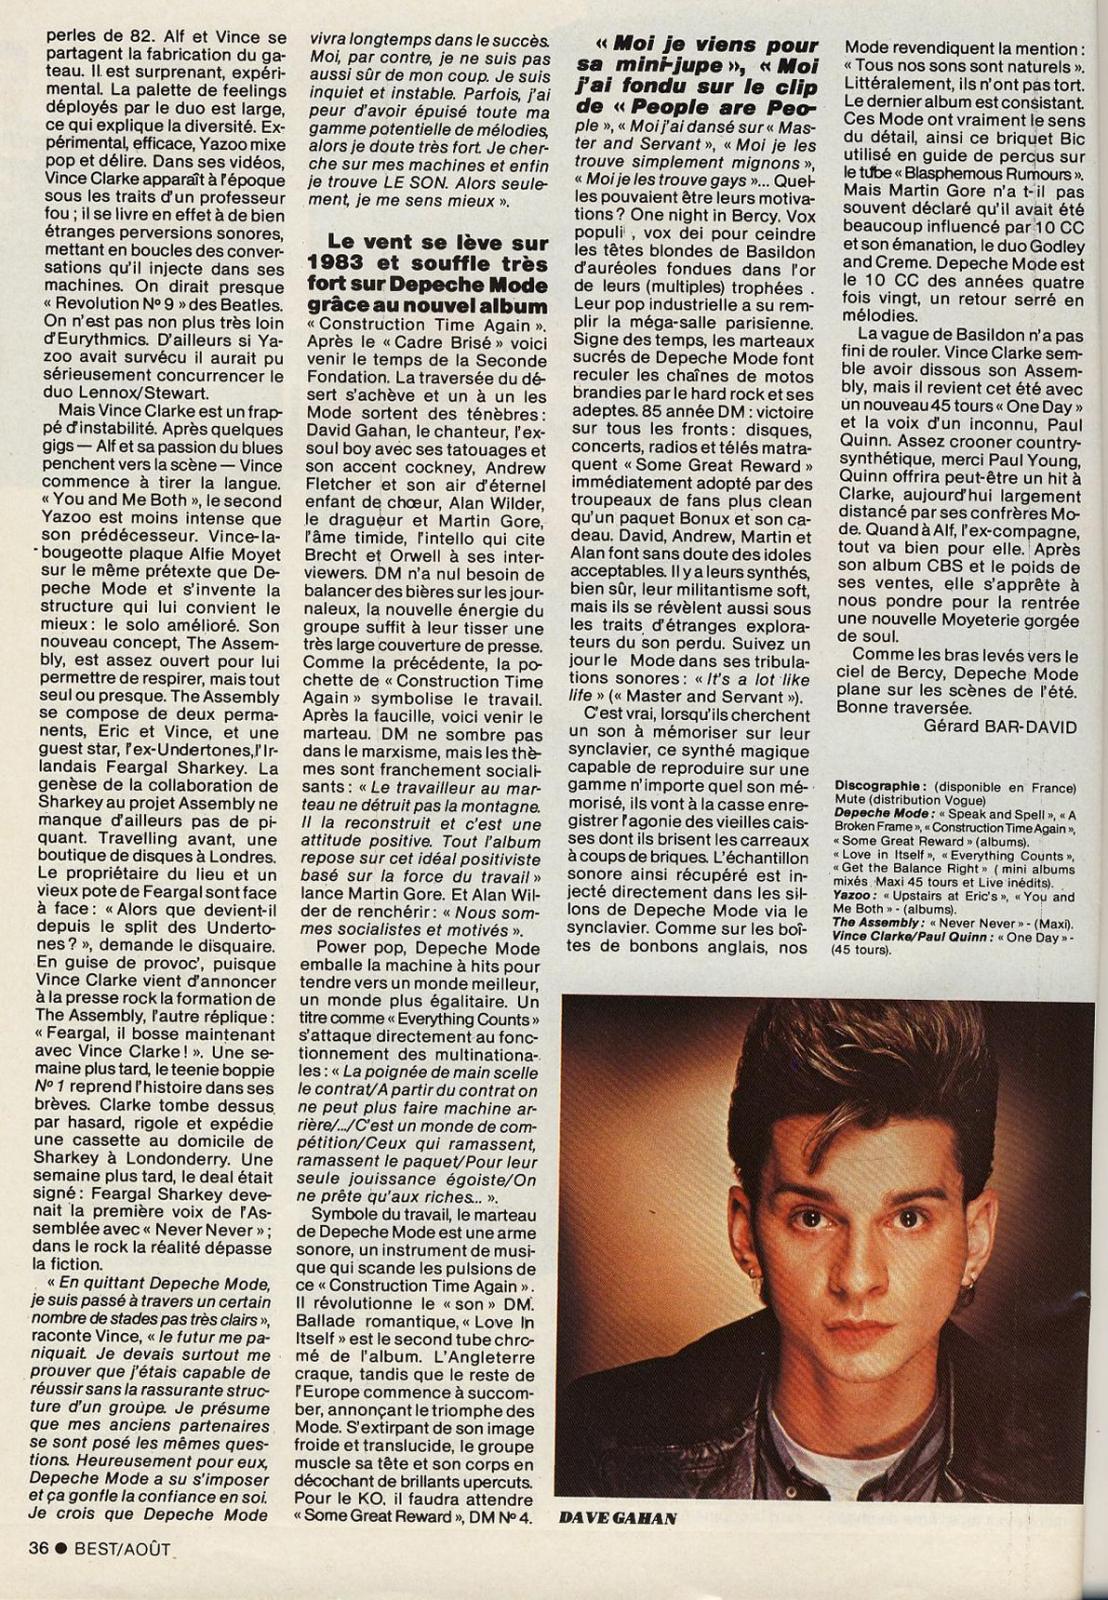 perles de 82. Alf et Vince se
partagent la fabrication du ga-
teau. Il est surprenant, expéri-
mental. La palette de feelings
déployés par le duo est large,
ce qui explique la diversité. Ex-
périmental, efficace, Yazoo mixe
pop et délire. Dans ses vidéos,
Vince Clarke apparaît à l'époque
sous les traits d'un professeur
fou ; il se livre en effet à de bien
étranges perversions sonores,
mettant en boucles des conver-
sations qu'il injecte dans ses
machines. On dirait presque
« Revolution N° 9 » des Beatles.
On n'est pas non plus très loin
d'Eurythmics. D'ailleurs si Ya-
zoo avait survécu il aurait pu
sérieusement concurrencer le
duo Lennox/Stewart.
Mais Vince Clarke est un frap-
pé d'instabilité. Après quelques
gigs — Alf et sa passion du blues
penchent vers la scène — Vince
commence à tirer la langue.
« You and Me Both », le second
Yazoo est moins intense que
son prédécesseur. Vince-la-
bougeotte plaque Alfie Moyet
sur le même prétexte que De-
peche Mode et s'invente la
structure qui lui convient le
mieux : le solo amélioré. Son
nouveau concept, The Assem-
bly, est assez ouvert pour lui
permettre de respirer, mais tout
seul ou presque. The Assembly
se compose de deux perma-
nents, Eric et Vince, et une
guest star, l'ex-Undertones, l'Ir-
landais Feargal Sharkey. La
genèse de la collaboration de
Sharkey au projet Assembly ne
manque d'ailleurs pas de pi-
quant. Travelling avant, une
boutique de disques à Londres.
Le propriétaire du lieu et un
vieux pote de Feargal sont face
à face : « Alors que devient-il
depuis le split des Underto-
nes ? », demande le disquaire.
En guise de provoc', puisque
Vince Clarke vient d'annoncer
à la presse rock la formation de
The Assembly, l'autre réplique :
« Feargal, il bosse maintenant
avec Vince Clarke ! ». Une se-
maine plus tard, le teenie boppie
N° 1 reprend l'histoire dans ses
brèves. Clarke tombe dessus
par hasard, rigole et expédie
une cassette au domicile de
Sharkey à Londonderry. Une
semaine plus tard, le deal était
signé : Feargal Sharkey deve-
nait la première voix de l'As-
semblée avec « Never Never » ;
dans le rock la réalité dépasse
la fiction.
« En quittant Depeche Mode,
je suis passé à travers un certain
nombre de stades pas très clairs »,
raconte Vince, « le futur me pa-
niquait. Je devais surtout me
prouver que j'étais capable de
réussir sans la rassurante struc-
ture d'un groupe. Je présume
que mes anciens partenaires
se sont posé les mêmes ques-
tions. Heureusement pour eux,
Depeche Mode a su s'imposer
et ça gonfle la confiance en soi.
Je crois que Depeche Mode
vivra longtemps dans le succès.
Moi, par contre, je ne suis pas
aussi sûr de mon coup. Je suis
inquiet et instable. Parfois, j'ai
peur d'avoir épuisé toute ma
gamme potentielle de mélodies,
alors je doute très fort. Je cher-
che sur mes machines et enfin
je trouve LE SON. Alors seule-
ment, je me sens mieux ».
Le vent se lève sur
1983 et souffle très
fort sur Depeche Mode
grâce au nouvel album
« Construction Time Again ».
Après le « Cadre Brisé » voici
venir le temps de la Seconde
Fondation. La traversée du dé-
sert s'achève et un à un les
Mode sortent des ténèbres :
David Gahan, le chanteur, l'ex-
soul boy avec ses tatouages et
son accent cockney, Andrew
Fletcher et son air d'éternel
enfant de chœur, Alan Wilder,
le dragueur et Martin Gore,
l'âme timide, l'intello qui cite
Brecht et Orwell à ses inter-
viewers. DM n'a nul besoin de
balancer des bières sur les jour-
naleux, la nouvelle énergie du
groupe suffit à leur tisser une
très large couverture de presse.
Comme la précédente, la po-
chette de « Construction Time
Again » symbolise le travail.
Après la faucille, voici venir le
marteau. DM ne sombre pas
dans le marxisme, mais les thè-
mes sont franchement sociali-
sants : « Le travailleur au mar-
teau ne détruit pas la montagne.
Il la reconstruit et c'est une
attitude positive. Tout l'album
repose sur cet idéal positiviste
basé sur la force du travail »
lance Martin Gore. Et Alan Wil-
der de renchérir : « Nous som-
mes socialistes et motivés ».
Power pop, Depeche Mode
emballe la machine à hits pour
tendre vers un monde meilleur,
un monde plus égalitaire. Un
titre comme « Everything Counts »
s'attaque directement au fonc-
tionnement des multinationa-
les : « La poignée de main scelle
le contrat/A partir du contrat on
ne peut plus faire machine ar-
rière/.../C'est un monde de com-
pétition/Ceux qui ramassent,
ramassent le paquet/Pour leur
seule jouissance égoiste/On
ne prête qu'aux riches... ».
Symbole du travail, le marteau
de Depeche Mode est une arme
sonore, un instrument de musi-
que qui scande les pulsions de
ce « Construction Time Again ».
Il révolutionne le « son » DM.
Ballade romantique, « Love In
Itself » est le second tube chro-
mé de l'album. L'Angleterre
craque, tandis que le reste de
l'Europe commence à succom-
ber, annonçant le triomphe des
Mode. S'extirpant de son image
froide et translucide, le groupe
muscle sa tête et son corps en
décochant de brillants upercuts.
Pour le KO, il faudra attendre
« Some Great Reward », DM N° 4.
« Moi je viens pour
sa mini-jupe », « Moi
j'ai fondu sur le clip
de « People are Peo-
ple », « Moi j'ai dansé sur « Mas-
ter and Servant », « Moi je les
trouve simplement mignons »,
« Moi je les trouve gays »... Quel-
les pouvaient être leurs motiva-
tions ? One night in Bercy. Vox
populi , vox dei pour ceindre
les têtes blondes de Basildon
d'auréoles fondues dans l'or
de leurs (multiples) trophées .
Leur pop industrielle a su rem-
plir la méga-salle parisienne.
Signe des temps, les marteaux
sucrés de Depeche Mode font
reculer les chaînes de motos
brandies par le hard rock et ses
adeptes. 85 année DM : victoire
sur tous les fronts : disques,
concerts, radios et télés matra-
quent « Some Great Reward »
immédiatement adopté par des
troupeaux de fans plus clean
qu'un paquet Bonux et son ca-
deau. David, Andrew, Martin et
Alan font sans doute des idoles
acceptables. Il y a leurs synthés,
bien sûr, leur militantisme soft,
mais ils se révèlent aussi sous
les traits d'étranges explora-
teurs du son perdu. Suivez un
jour le Mode dans ses tribula-
tions sonores : « It's a lot like
life » (« Master and Servant »).
C'est vrai, lorsqu'ils cherchent
un son à mémoriser sur leur
synclavier, ce synthé magique
capable de reproduire sur une
gamme n'importe quel son mé-
morisé, ils vont à la casse enre-
gistrer l'agonie des vieilles cais-
ses dont ils brisent les carreaux
à coups de briques. L'échantillon
sonore ainsi récupéré est in-
jecté directement dans les sil-
lons de Depeche Mode via le
synclavier. Comme sur les boî-
tes de bonbons anglais, nos
Mode revendiquent la mention :
« Tous nos sons sont naturels ».
Littéralement, ils n'ont pas tort.
Le dernier album est consistant.
Ces Mode ont vraiment le sens
du détail, ainsi ce briquet Bic
utilisé en guide de percus sur
le tube « Blasphemous Rumours ».
Mais Martin Gore n'a t-il pas
souvent déclaré qu'il avait été
beaucoup influencé par 10 CC
et son émanation, le duo Godley
and Creme. Depeche Mode est
le 10 CC des années quatre
fois vingt, un retour serré en
mélodies.
La vague de Basildon n'a pas
fini de rouler. Vince Clarke sem-
ble avoir dissous son Assem-
bly, mais il revient cet été avec
un nouveau 45 tours « One Day »
et la voix d'un inconnu, Paul
Quinn. Assez crooner country-
synthétique, merci Paul Young,
Quinn offrira peut-être un hit à
Clarke, aujourd'hui largement
distancé par ses confrères Mo-
de. Quand à Alf, l'ex-compagne,
tout va bien pour elle. Après
son album CBS et le poids de
ses ventes, elle s'apprête à
nous pondre pour la rentrée
une nouvelle Moyeterie gorgée
de soul.
Comme les bras levés vers le
ciel de Bercy, Depeche Mode
plane sur les scènes de l'été.
Bonne traversée.
Gérard BAR-DAVID
Discographie : (disponible en France)
Mute (distribution Vogue)
Depeche Mode : « Speak and Spell », « A
Broken Frame », « Construction Time Again »,
« Some Great Reward » (albums).
« Love in Itself », « Everything Counts »,
« Get the Balance Right » ( mini albums
mixés Maxi 45 tours et Live inédits).
Yazoo : « Upstairs at Eric's », « You and
Me Both » - (albums).
The Assembly : « Never Never » - (Maxi).
Vince Clarke/Paul Quinn : « One Day » -
(45 tours).
DAVE GAHAN
36 ● BEST/AOÛT